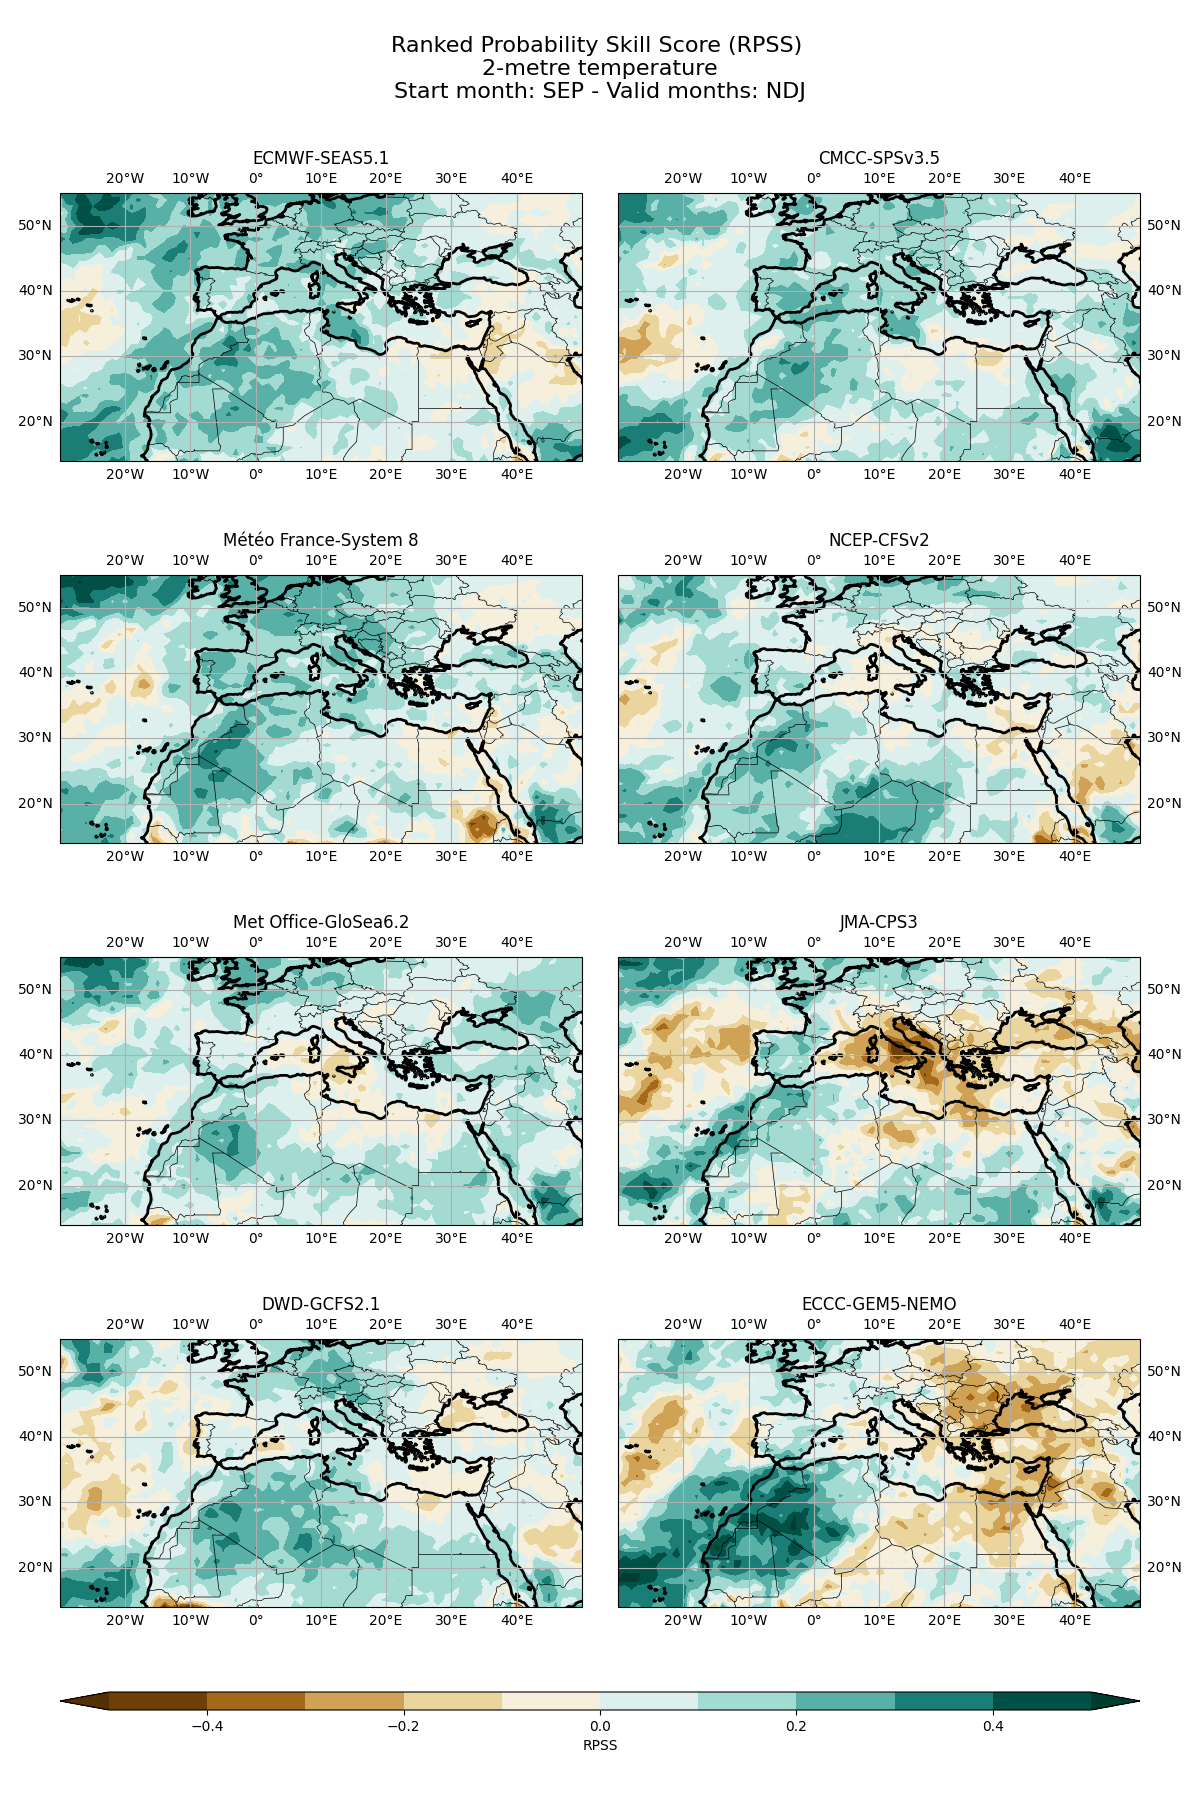 Ranked Probability Skill Score (RPSS)
2-metre temperature
Start month: SEP - Valid months: NDJ
ECMWF-SEAS5.1
CMCC-SPSv3.5
20°W 10°W 0° 10°E 20°E 30°E 40°E
20°W 10°W 0° 10°E 20°E 30°E 40°E
50°N
50°N
40°N
40°N
30°N
30°N
20°N
20°N
20°W 10°W 0° 10°E 20°E 30°E 40°E
20°W 10°W 0° 10°E 20°E 30°E 40°E
Météo France-System 8
NCEP-CFSv2
20°W 10°W 0° 10°E 20°E 30°E 40°E
20°W 10°W 0° 10°E 20°E 30°E 40°E
50°N
50°N
40°N
40°N
30°N
30°N
20°N
20°N
20°W 10°W 0° 10°E 20°E 30°E 40°E
20°W 10°W 0° 10°E 20°E 30°E 40°E
Met Office-GloSea6.2
JMA-CPS3
20°W 10°W 0° 10°E 20°E 30°E 40°E
20°W 10°W 0° 10°E 20°E 30°E 40°E
50°N
50°N
40°N
40°N
30°N
30°N
20°N
20°N
20°W 10°W 0° 10°E 20°E 30°E 40°E
20°W 10°W 0° 10°E 20°E 30°E 40°E
DWD-GCFS2.1
ECCC-GEM5-NEMO
20°W 10°W 0° 10°E 20°E 30°E 40°E
20°W 10°W 0° 10°E 20°E 30°E 40°E
50°N
50°N
40°N
40°N
30°N
30°N
20°N
20°N
20°W 10°W 0° 10°E 20°E 30°E 40°E
20°W 10°W 0° 10°E 20°E 30°E 40°E
−0.4 −0.2 0.0 0.2 0.4
RPSS